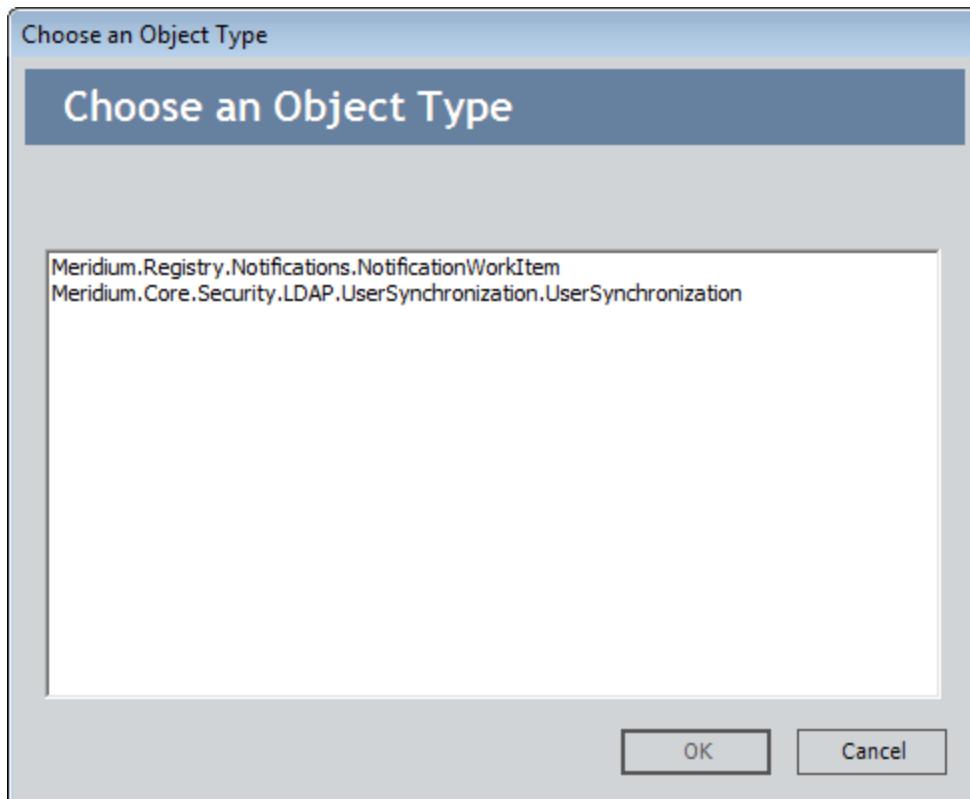 Choose an Object Type
Choose an Object Type
Meridium.Registry.Notifications.NotificationWorkItem
Meridium.Core.Security.LDAP.UserSynchronization.UserSynchronization
OK
Cancel